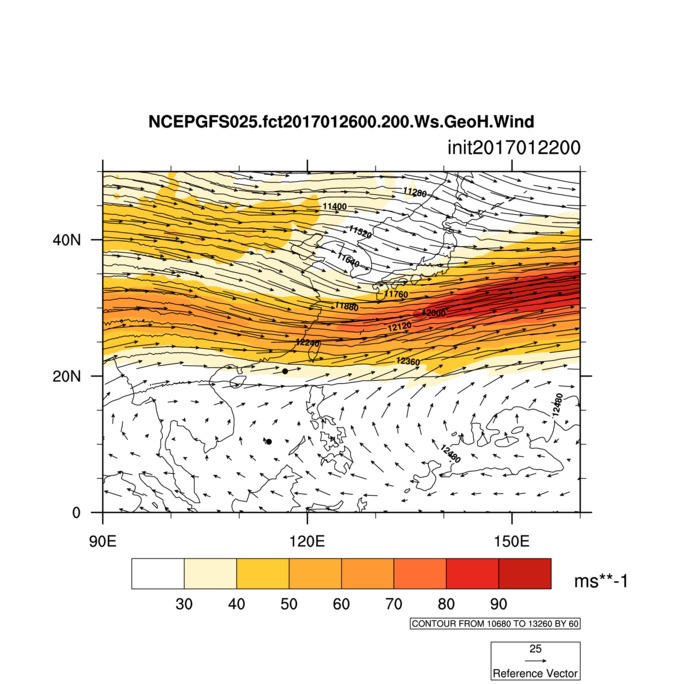 NCEPGFS025.fct2017012600.200.Ws.GeoH.Wind
init2017012200
11280
11400
11520
40N
11640
11760
11880
12000
12120
12240
12360
20N
12480
12480
0
90E 120E 150E
ms**-1
30 40 50 60 70 80 90
CONTOUR FROM 10680 TO 13260 BY 60
25
Reference Vector